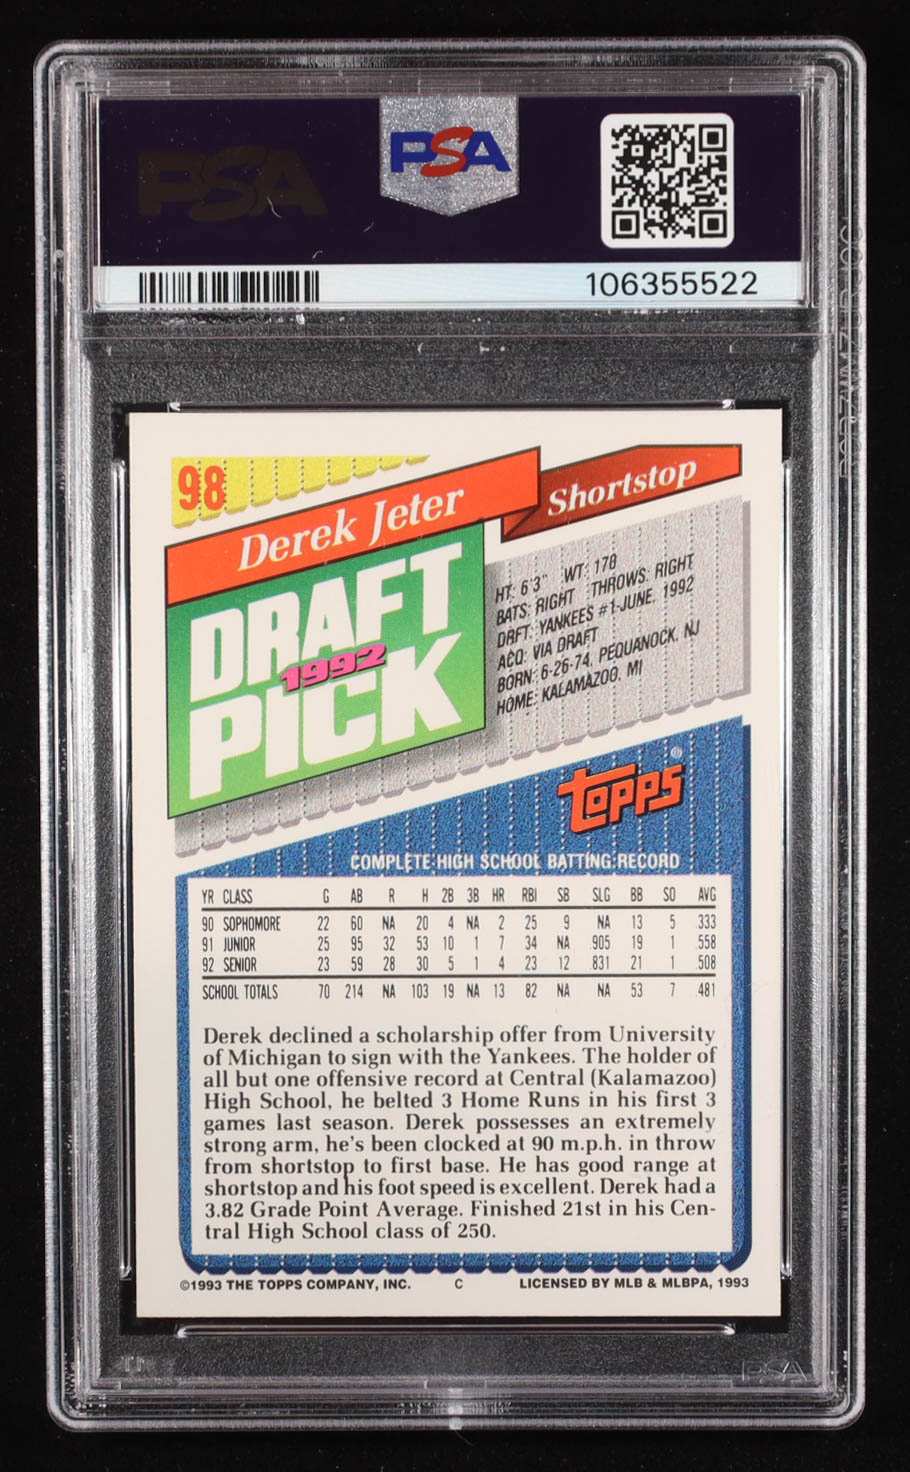 PSA
PSA
106355522
98
Derek Jeter
Shortstop
DRAFT
1992
PICK
HT: 6'3" WT: 170
BATS: RIGHT THROWS: RIGHT
DRFT: YANKEES #1-JUNE, 1992
ACQ: VIA DRAFT
BORN: 6-26-74, PEQUANOCK, NJ
HOME: KALAMAZOO, MI
topps®
COMPLETE HIGH SCHOOL BATTING RECORD
YR CLASS G AB R H 2B 3B HR RBI SB SLG BB SO AVG
90 SOPHOMORE 22 60 NA 20 4 NA 2 25 9 NA 13 5 .333
91 JUNIOR 25 95 32 53 10 1 7 34 NA .905 19 1 .558
92 SENIOR 23 59 28 30 5 1 4 23 12 .831 21 1 .508
SCHOOL TOTALS 70 214 NA 103 19 NA 13 82 NA NA 53 7 .481
Derek declined a scholarship offer from University
of Michigan to sign with the Yankees. The holder of
all but one offensive record at Central (Kalamazoo)
High School, he belted 3 Home Runs in his first 3
games last season. Derek possesses an extremely
strong arm, he's been clocked at 90 m.p.h. in throw
from shortstop to first base. He has good range at
shortstop and his foot speed is excellent. Derek had a
3.82 Grade Point Average. Finished 21st in his Cen-
tral High School class of 250.
©1993 THE TOPPS COMPANY, INC. C LICENSED BY MLB & MLBPA, 1993
PSA